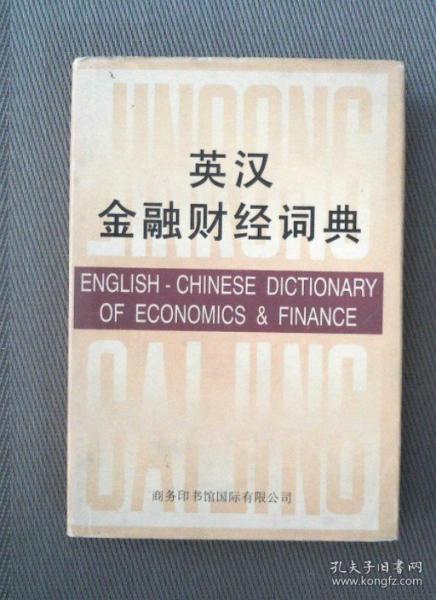 英汉
金融财经词典
ENGLISH - CHINESE DICTIONARY
OF ECONOMICS & FINANCE
CAIJING
商务印书馆国际有限公司
孔夫子旧书网
www.kongfz.com